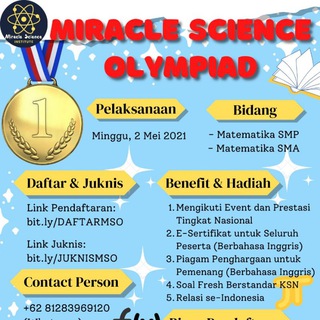 Miracle Science
INSTITUTE
MIRACLE SCIENCE
OLYMPIAD
1
Pelaksanaan
Minggu, 2 Mei 2021
Bidang
- Matematika SMP
- Matematika SMA
Daftar & Juknis
Link Pendaftaran:
bit.ly/DAFTARMSO
Link Juknis:
bit.ly/JUKNISMSO
Benefit & Hadiah
1. Mengikuti Event dan Prestasi
Tingkat Nasional
2. E-Sertifikat untuk Seluruh
Peserta (Berbahasa Inggris)
3. Piagam Penghargaan untuk
Pemenang (Berbahasa Inggris)
4. Soal Fresh Berstandar KSN
5. Relasi se-Indonesia
Contact Person
+62 81283969120